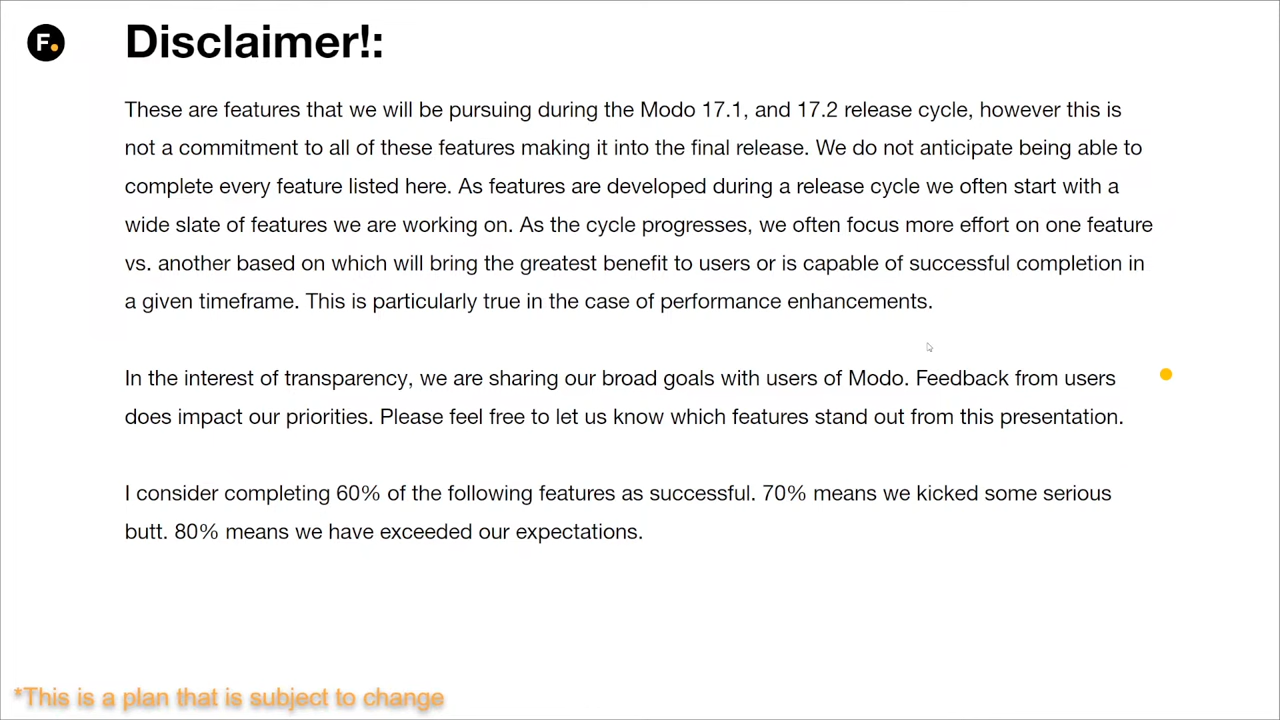 F.
Disclaimer!:
These are features that we will be pursuing during the Modo 17.1, and 17.2 release cycle, however this is
not a commitment to all of these features making it into the final release. We do not anticipate being able to
complete every feature listed here. As features are developed during a release cycle we often start with a
wide slate of features we are working on. As the cycle progresses, we often focus more effort on one feature
vs. another based on which will bring the greatest benefit to users or is capable of successful completion in
a given timeframe. This is particularly true in the case of performance enhancements.
In the interest of transparency, we are sharing our broad goals with users of Modo. Feedback from users
does impact our priorities. Please feel free to let us know which features stand out from this presentation.
I consider completing 60% of the following features as successful. 70% means we kicked some serious
butt. 80% means we have exceeded our expectations.
*This is a plan that is subject to change